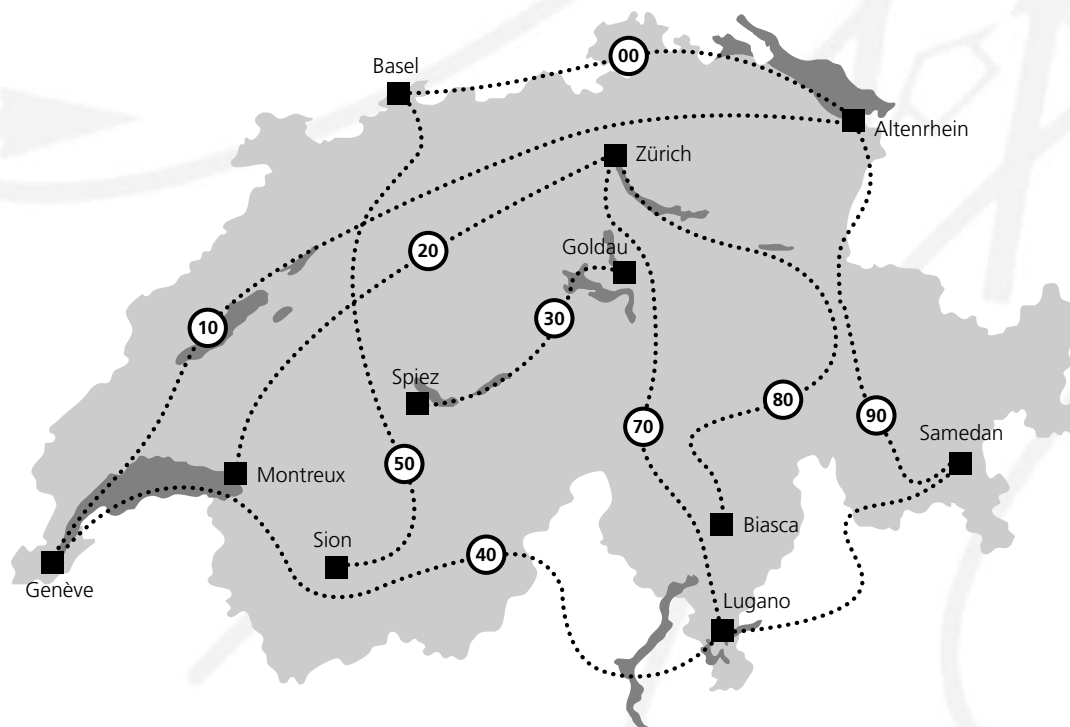 00
Basel
Altenrhein
Zürich
20
Goldau
10
30
Spiez
80
70
90
Samedan
50
Montreux
Biasca
Sion
40
Genève
Lugano